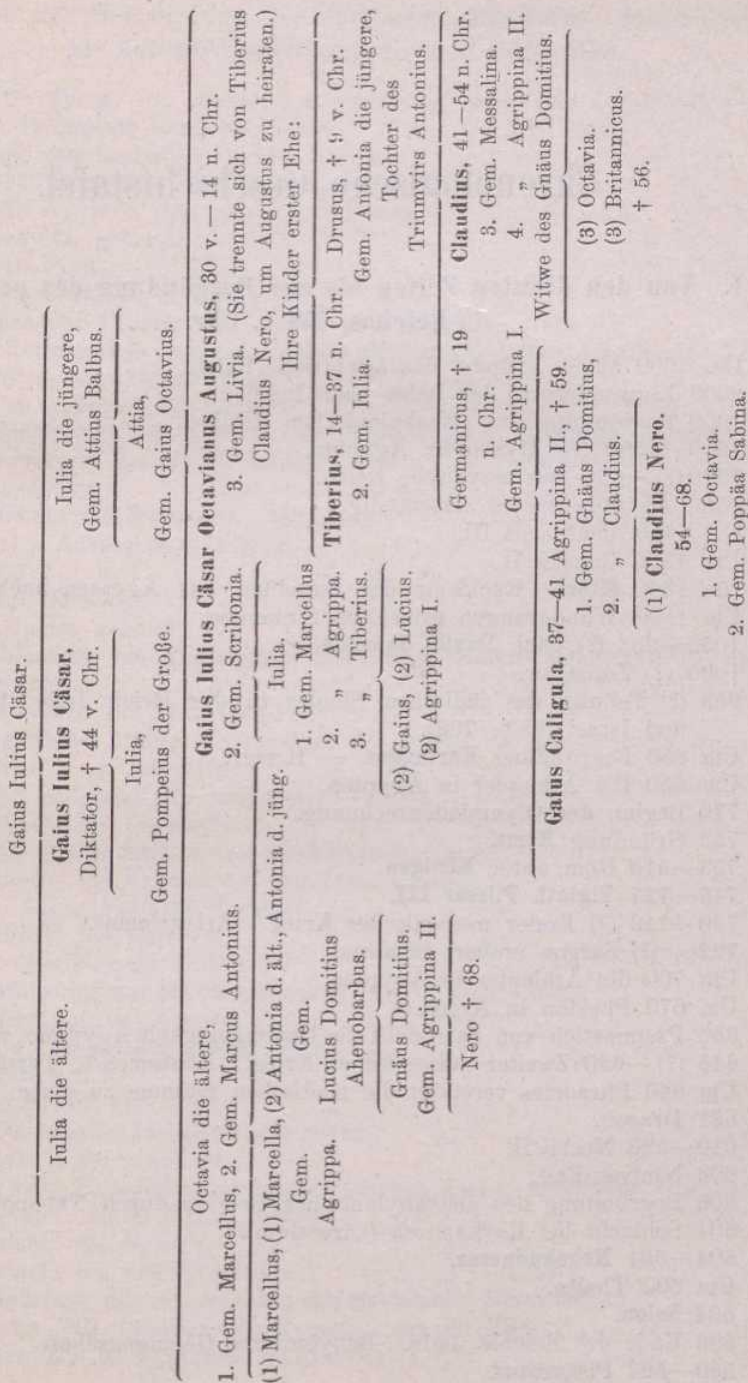 Gaius Iulius Cäsar.
Iulia die ältere.
Gaius Iulius Cäsar,
Diktator, † 44 v. Chr.
Iulia,
Gem. Pompeius der Große.
Iulia die jüngere,
Gem. Attius Balbus.
Attia,
Gem. Gaius Octavius.
Octavia die ältere,
1. Gem. Marcellus, 2. Gem. Marcus Antonius.
(1) Marcellus, (1) Marcella, (2) Antonia d. ält., Antonia d. jüng.
Gem.
Agrippa.
Gem.
Lucius Domitius
Ahenobarbus.
Gnäus Domitius.
Gem. Agrippina II.
Nero † 68.
Gaius Iulius Cäsar Octavianus Augustus, 30 v. — 14 n. Chr.
2. Gem. Scribonia.
3. Gem. Livia. (Sie trennte sich von Tiberius
Claudius Nero, um Augustus zu heiraten.)
Ihre Kinder erster Ehe:
Iulia.
1. Gem. Marcellus
2. „ Agrippa.
3. „ Tiberius.
(2) Gaius, (2) Lucius.
(2) Agrippina I.
Tiberius, 14—37 n. Chr.
2. Gem. Iulia.
Drusus, † 9 v. Chr.
Gem. Antonia die jüngere,
Tochter des
Triumvirs Antonius.
Germanicus, † 19
n. Chr.
Gem. Agrippina I.
Claudius, 41—54 n. Chr.
3. Gem. Messalina.
4. „ Agrippina II.
Witwe des Gnäus Domitius.
(3) Octavia.
(3) Britannicus.
† 56.
Gaius Caligula, 37—41
Agrippina II., † 59.
1. Gem. Gnäus Domitius,
2. „ Claudius.
(1) Claudius Nero.
54—68.
1. Gem. Octavia.
2. Gem. Poppäa Sabina.